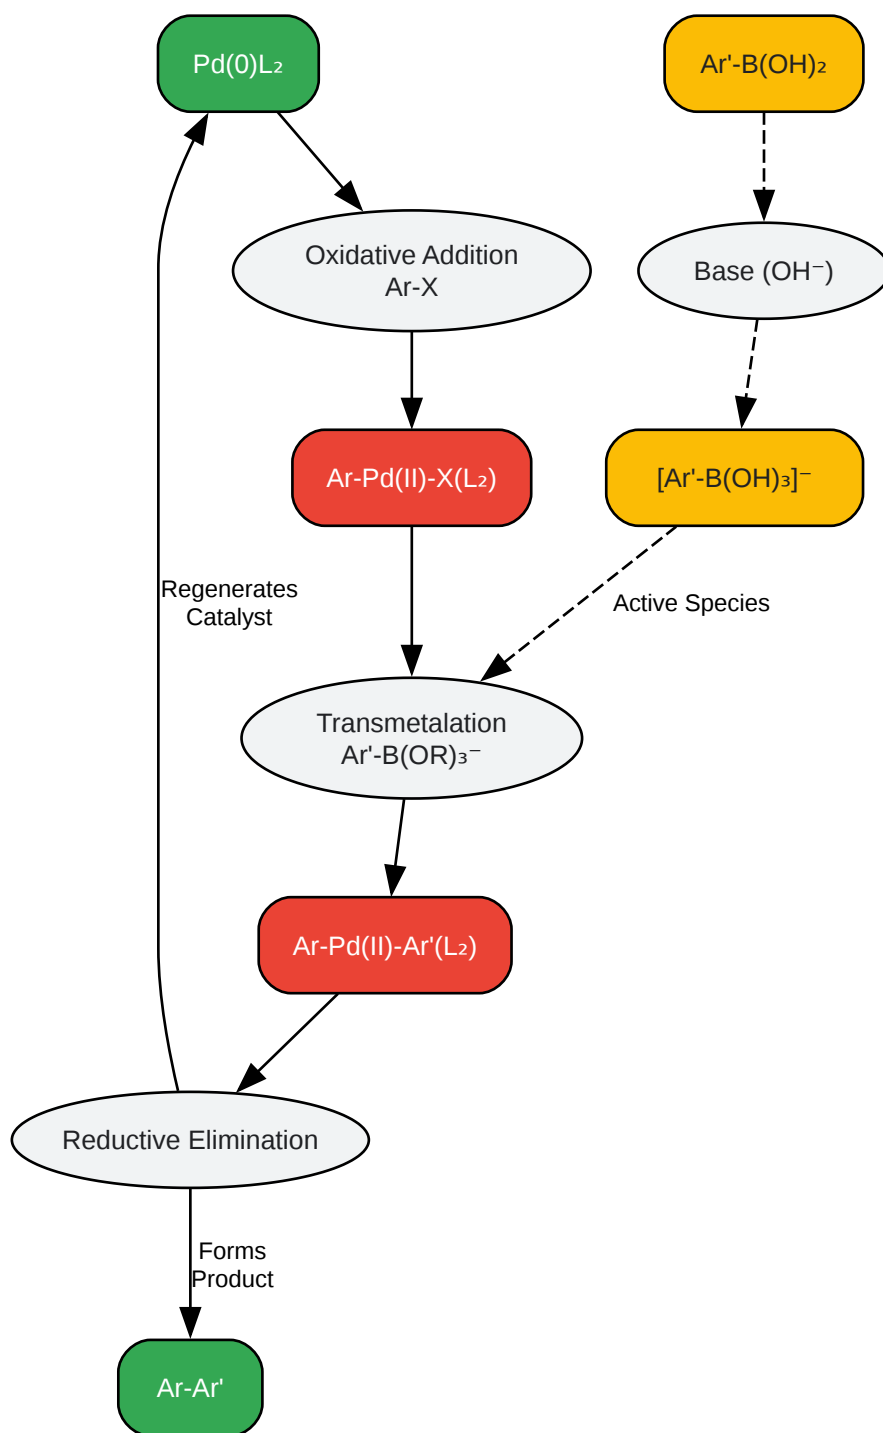 Pd(0)L₂
Ar'-B(OH)₂
Oxidative Addition
Ar-X
Base (OH⁻)
Ar-Pd(II)-X(L₂)
[Ar'-B(OH)₃]⁻
Regenerates
Catalyst
Active Species
Transmetalation
Ar'-B(OR)₃⁻
Ar-Pd(II)-Ar'(L₂)
Reductive Elimination
Forms
Product
Ar-Ar'